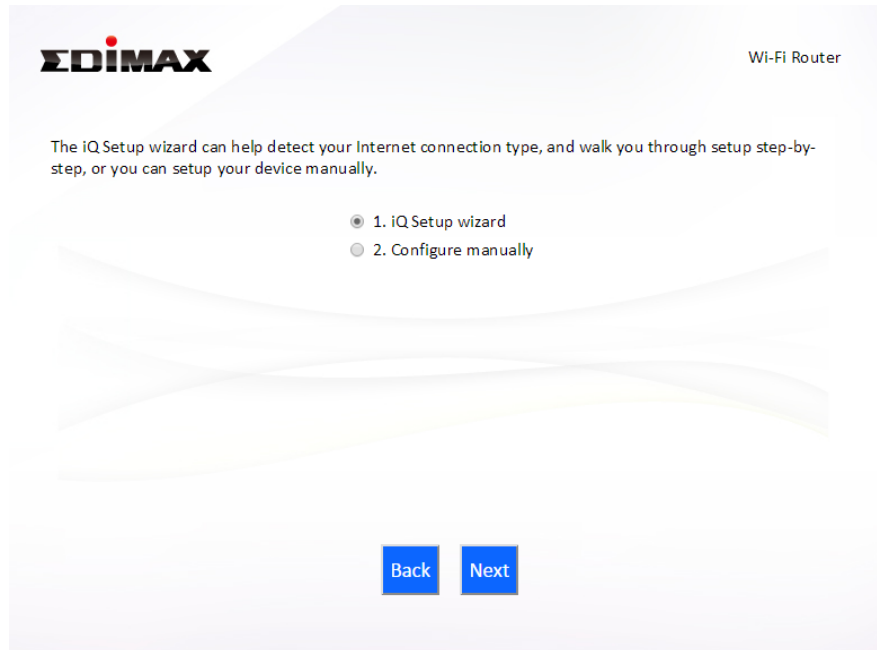 EDIMAX
Wi-Fi Router
The iQ Setup wizard can help detect your Internet connection type, and walk you through setup step-by-
step, or you can setup your device manually.
1. iQ Setup wizard
2. Configure manually
Back
Next